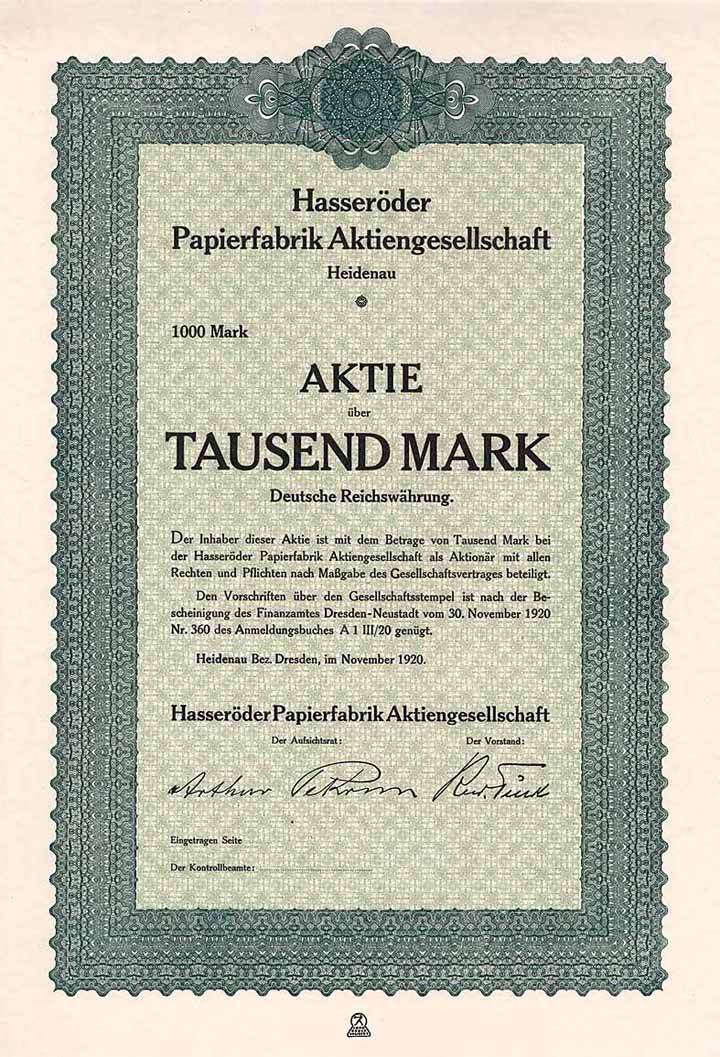 Hasseröder
Papierfabrik Aktiengesellschaft
Heidenau
1000 Mark
AKTIE
über
TAUSEND MARK
Deutsche Reichswährung.
Der Inhaber dieser Aktie ist mit dem Betrage von Tausend Mark bei
der Hasseröder Papierfabrik Aktiengesellschaft als Aktionär mit allen
Rechten und Pflichten nach Maßgabe des Gesellschaftsvertrages beteiligt.
Den Vorschriften über den Gesellschaftsstempel ist nach der Be-
scheinigung des Finanzamtes Dresden-Neustadt vom 30. November 1920
Nr. 360 des Anmeldungsbuches A 1 III/20 genügt.
Heidenau Bez. Dresden, im November 1920.
Hasseröder Papierfabrik Aktiengesellschaft
Der Aufsichtsrat: Der Vorstand:
Arthur
Eingetragen Seite
Der Kontrollbeamte: